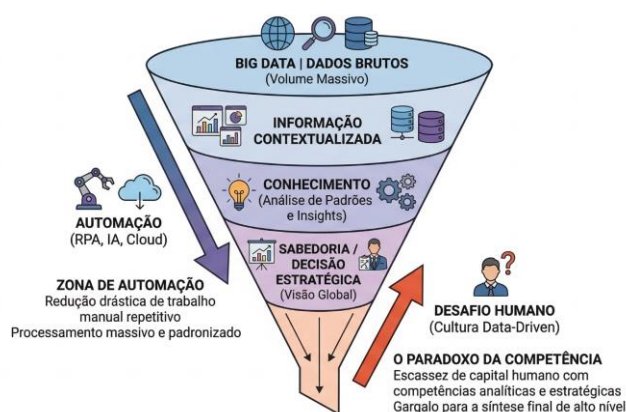 BIG DATA | DADOS BRUTOS
(Volume Massivo)
INFORMAÇÃO
CONTEXTUALIZADA
CONHECIMENTO
(Análise de Padrões
e Insights)
SABEDORIA /
DECISÃO
ESTRATÉGICA
(Visão Global)
AUTOMAÇÃO
(RPA, IA, Cloud)
ZONA DE AUTOMAÇÃO
Redução drástica de trabalho
manual repetitivo
Processamento massivo e padronizado
?
DESAFIO HUMANO
(Cultura Data-Driven)
O PARADOXO DA COMPETÊNCIA
Escassez de capital humano com
competências analíticas e estratégicas
Gargalo para a síntese final de alto nível